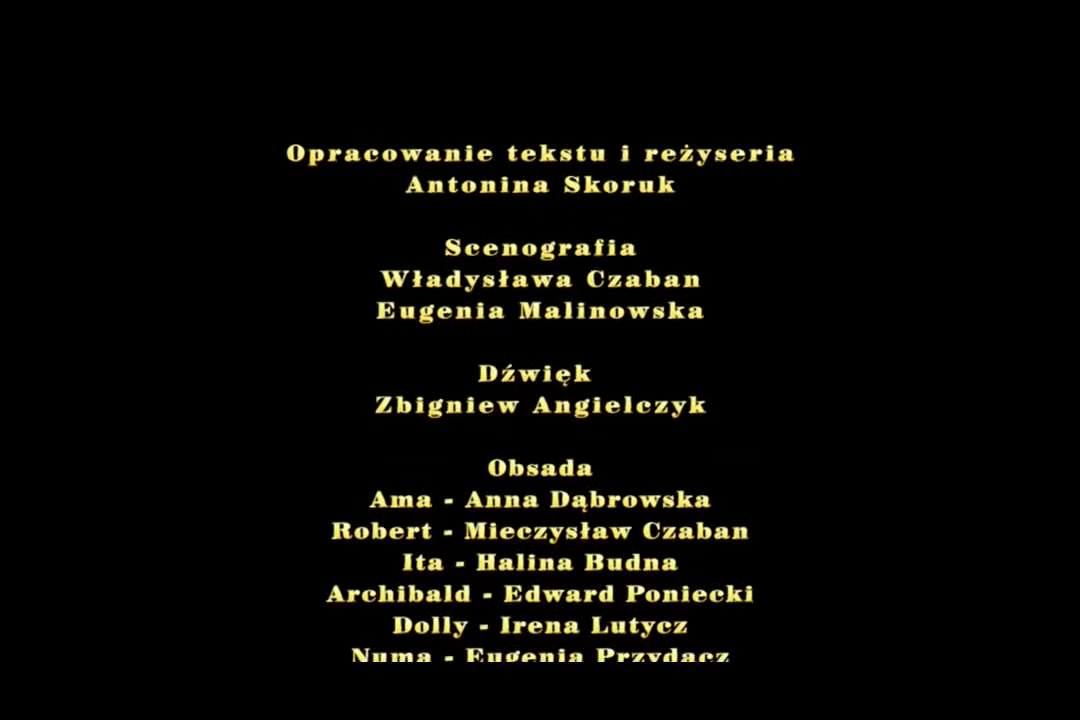 Opracowanie tekstu i reżyseria
Antonina Skoruk
Scenografia
Władysława Czaban
Eugenia Malinowska
Dźwięk
Zbigniew Angielczyk
Obsada
Ama - Anna Dąbrowska
Robert - Mieczysław Czaban
Ita - Halina Budna
Archibald - Edward Poniecki
Dolly - Irena Lutycz
Numa - Eugenia Przydacz